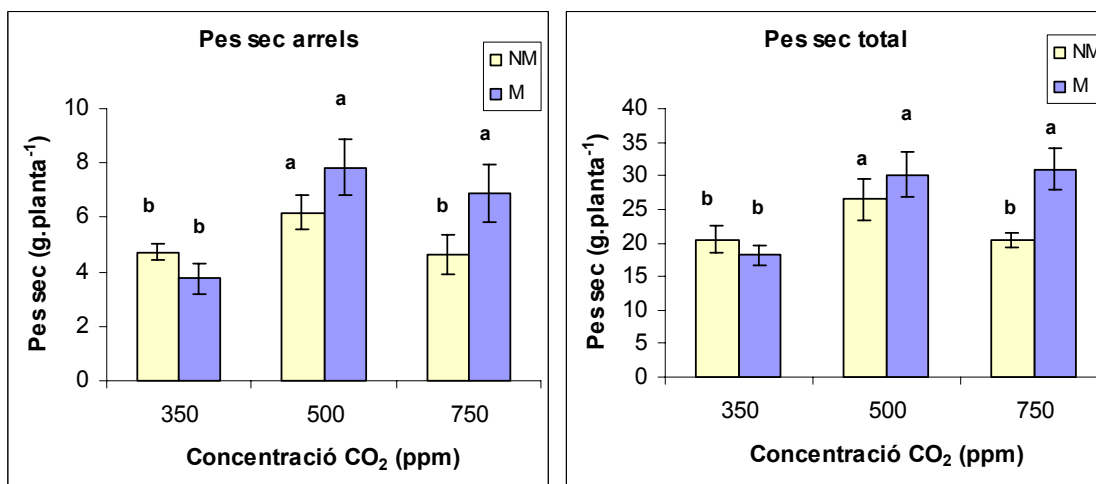 Pes sec arrels
NM
M
Pes sec (g.planta⁻¹)
10
8
6
4
2
0
b
b
a
a
b
a
350
500
750
Concentració CO₂ (ppm)
Pes sec total
NM
M
Pes sec (g.planta⁻¹)
40
35
30
25
20
15
10
5
0
b
b
a
a
b
a
350
500
750
Concentració CO₂ (ppm)